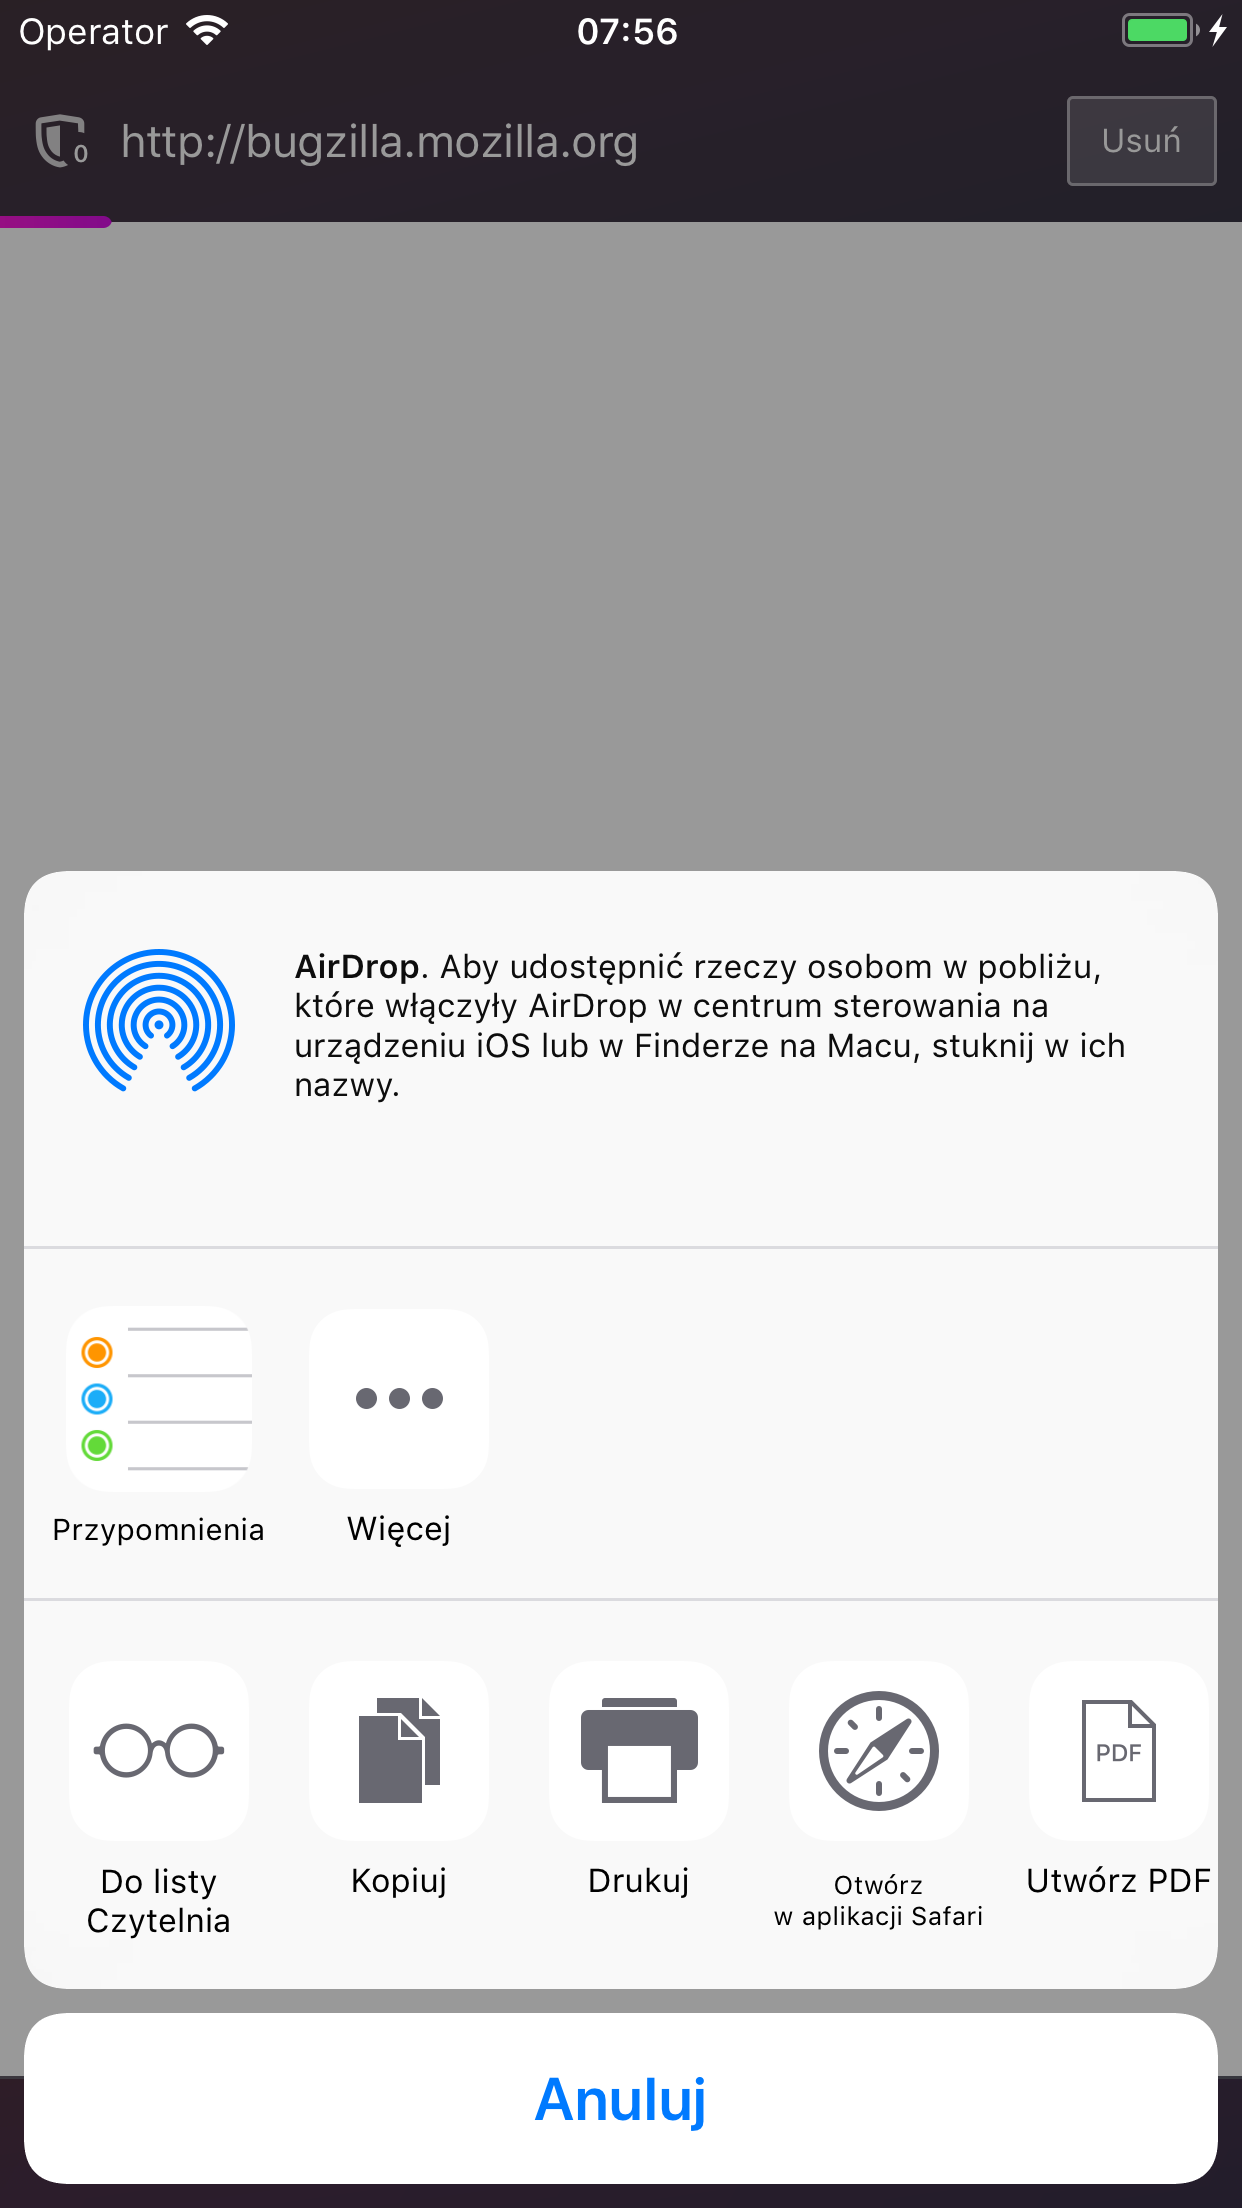 Operator
07:56
0
http://bugzilla.mozilla.org
Usuń
AirDrop. Aby udostępnić rzeczy osobom w pobliżu,
które włączyły AirDrop w centrum sterowania na
urządzeniu iOS lub w Finderze na Macu, stuknij w ich
nazwy.
Przypomnienia
Więcej
PDF
Do listy
Czytelnia
Kopiuj
Drukuj
Otwórz
w aplikacji Safari
Utwórz PDF
Anuluj